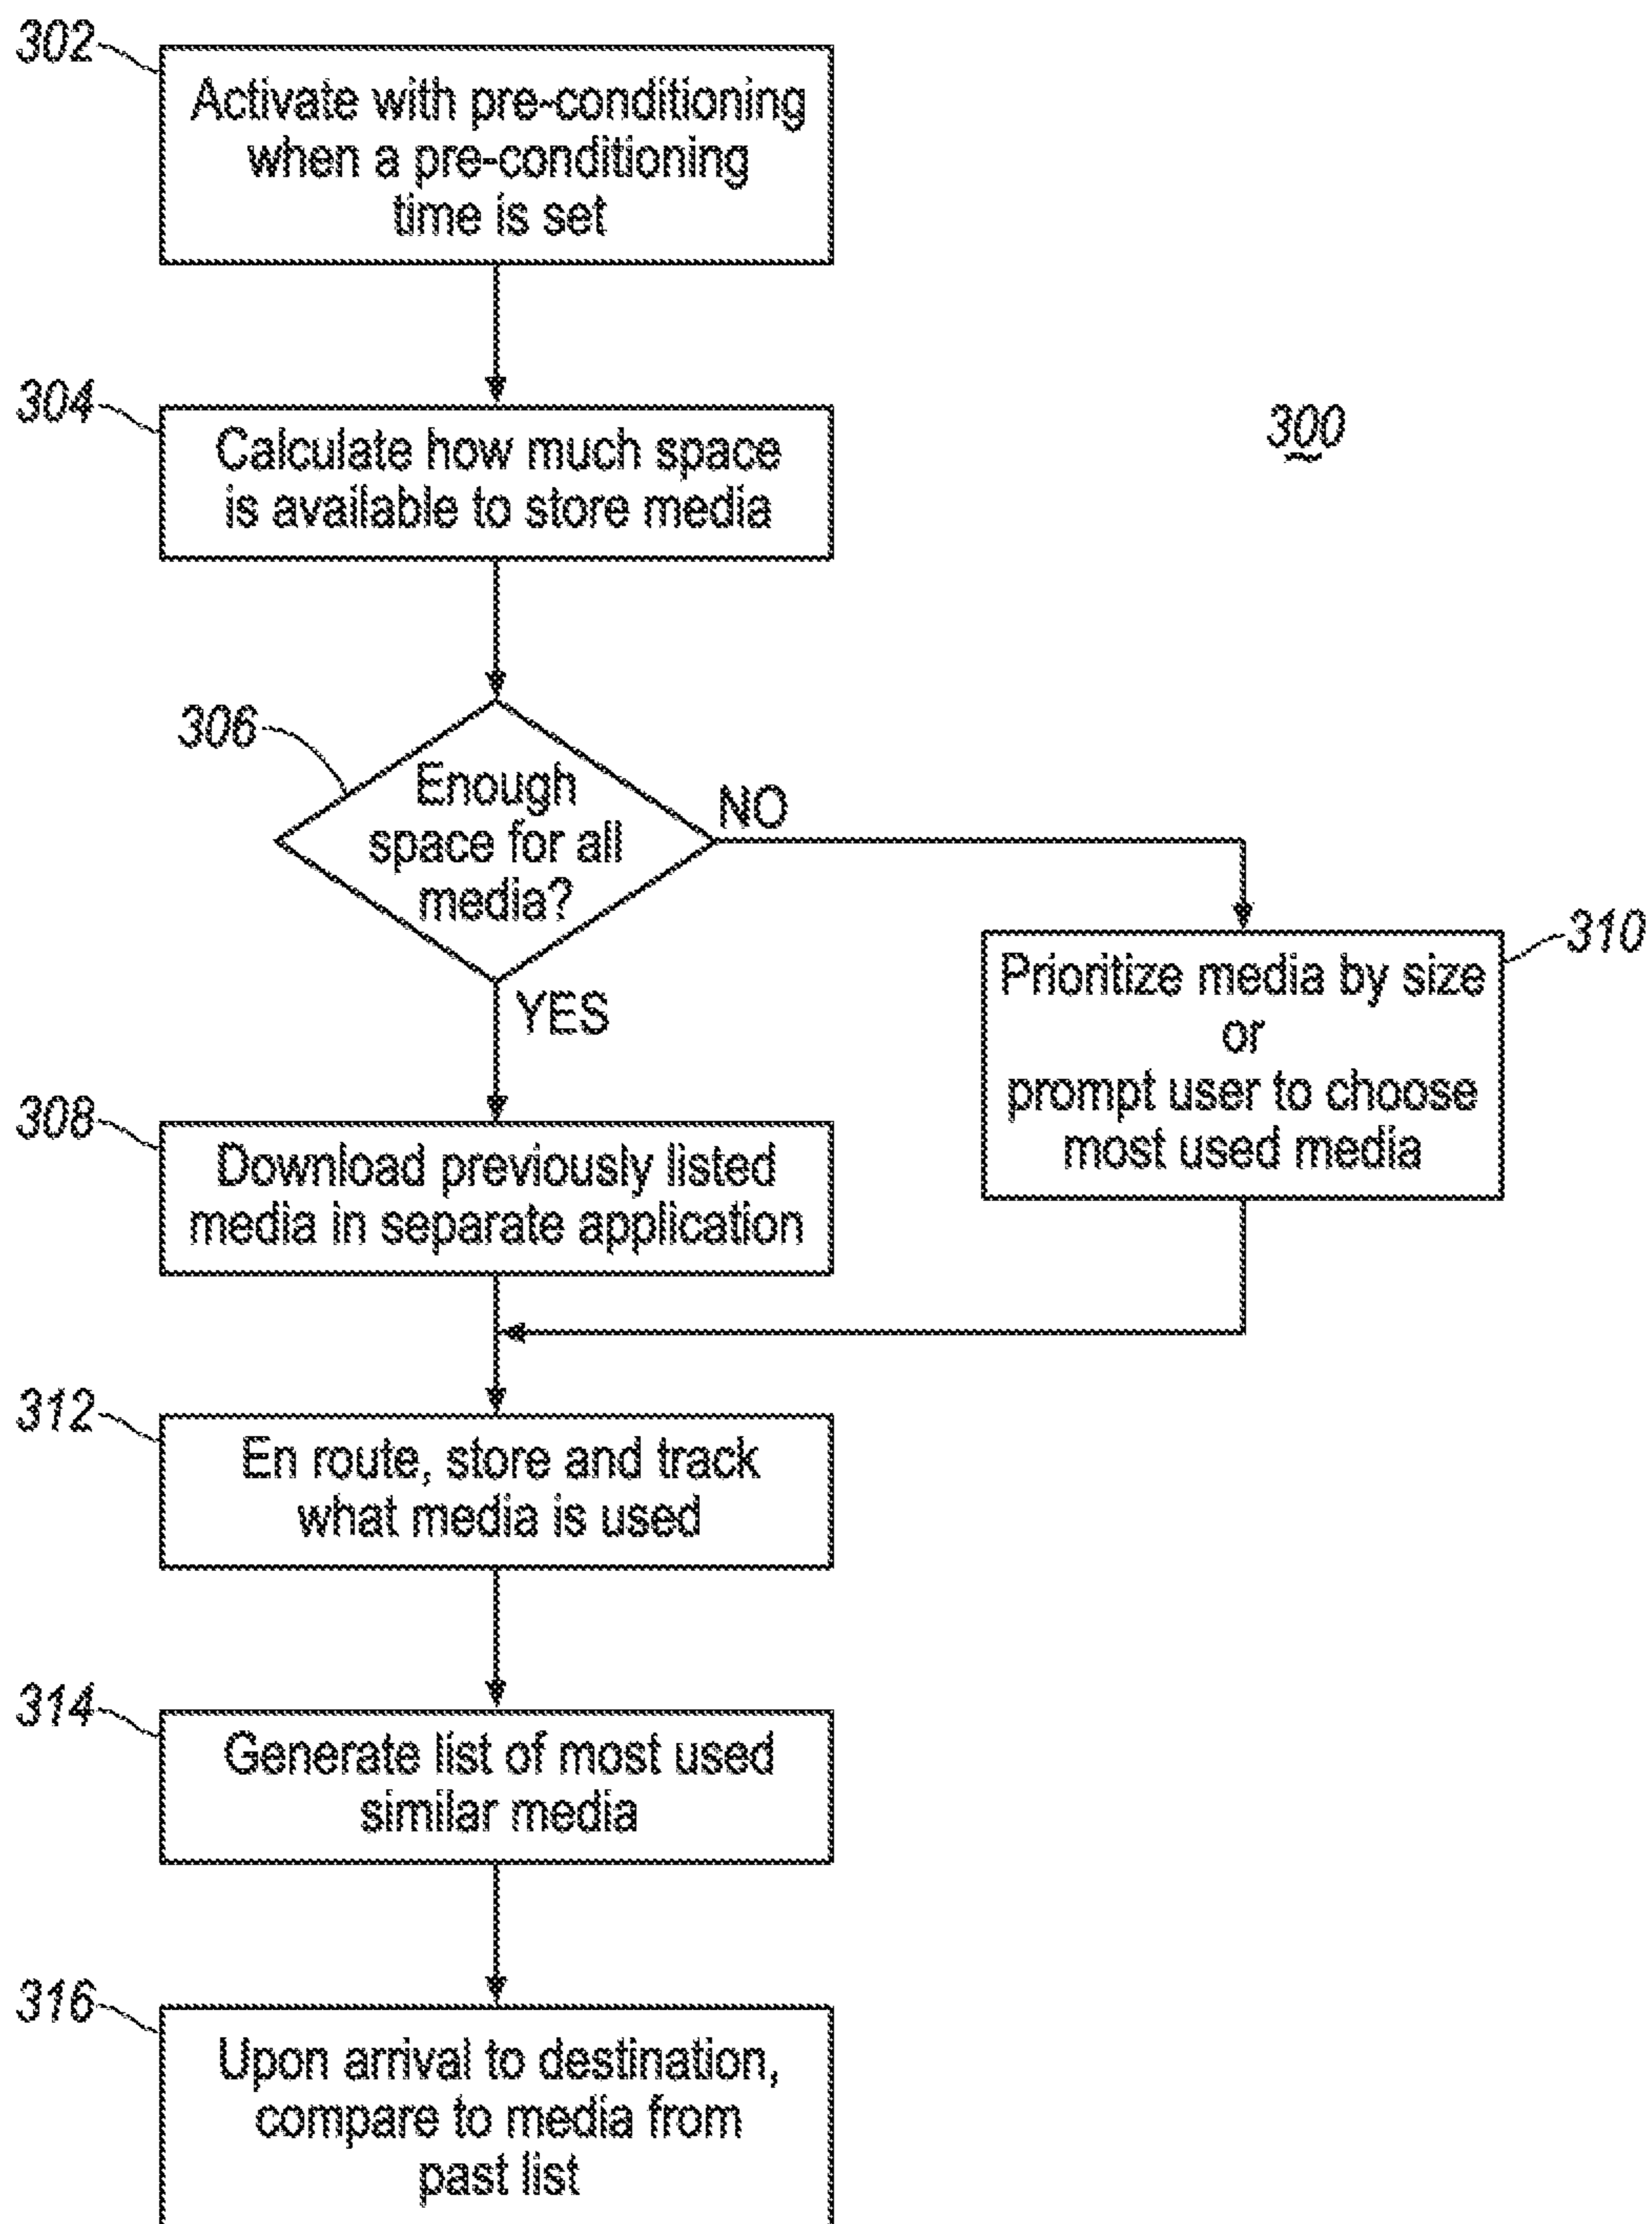 302
Activate with pre-conditioning
when a pre-conditioning
time is set
304
Calculate how much space
is available to store media
300
306
Enough
space for all
media?
NO
YES
310
Prioritize media by size
or
prompt user to choose
most used media
308
Download previously listed
media in separate application
312
En route, store and track
what media is used
314
Generate list of most used
similar media
316
Upon arrival to destination,
compare to media from
past list